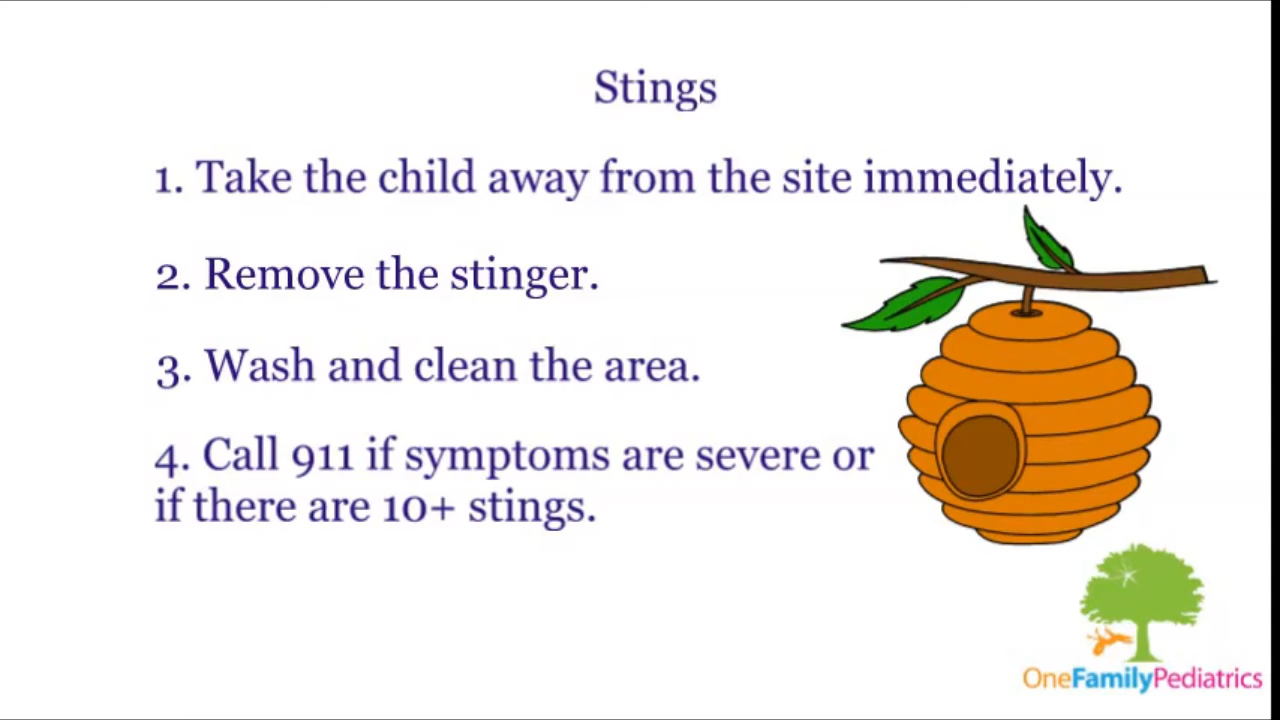 Stings
1. Take the child away from the site immediately.
2. Remove the stinger.
3. Wash and clean the area.
4. Call 911 if symptoms are severe or
if there are 10+ stings.
OneFamilyPediatrics